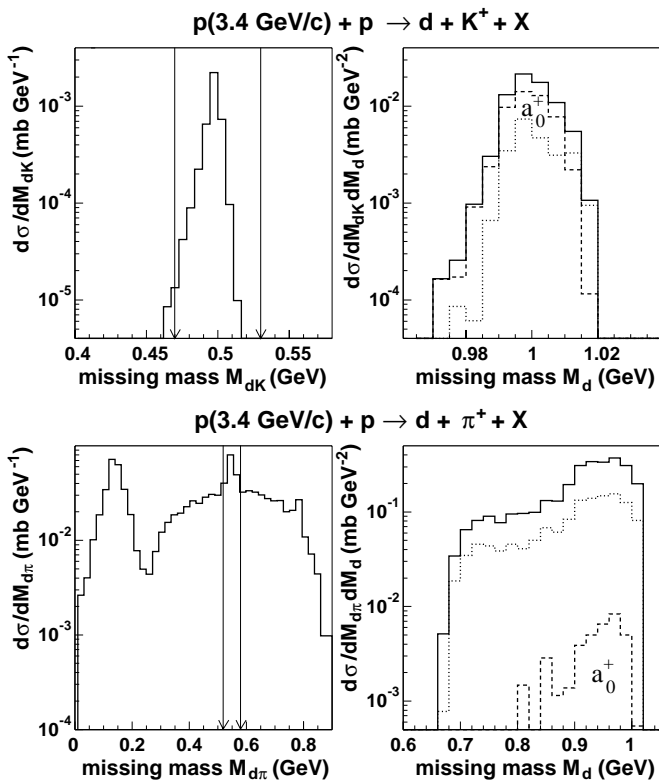 p(3.4 GeV/c) + p → d + K⁺ + X
dσ/dM_dK (mb GeV⁻¹)
10⁻³
10⁻⁴
10⁻⁵
0.4 0.45 0.5 0.55
missing mass M_dK (GeV)
dσ/dM_dK dM_d (mb GeV⁻²)
10⁻²
10⁻³
10⁻⁴
a₀⁺
0.98 1 1.02
missing mass M_d (GeV)
p(3.4 GeV/c) + p → d + π⁺ + X
dσ/dM_dπ (mb GeV⁻¹)
10⁻¹
10⁻²
10⁻³
10⁻⁴
0 0.2 0.4 0.6 0.8
missing mass M_dπ (GeV)
dσ/dM_dπ dM_d (mb GeV⁻²)
10⁻¹
10⁻²
10⁻³
a₀⁺
0.6 0.7 0.8 0.9 1
missing mass M_d (GeV)